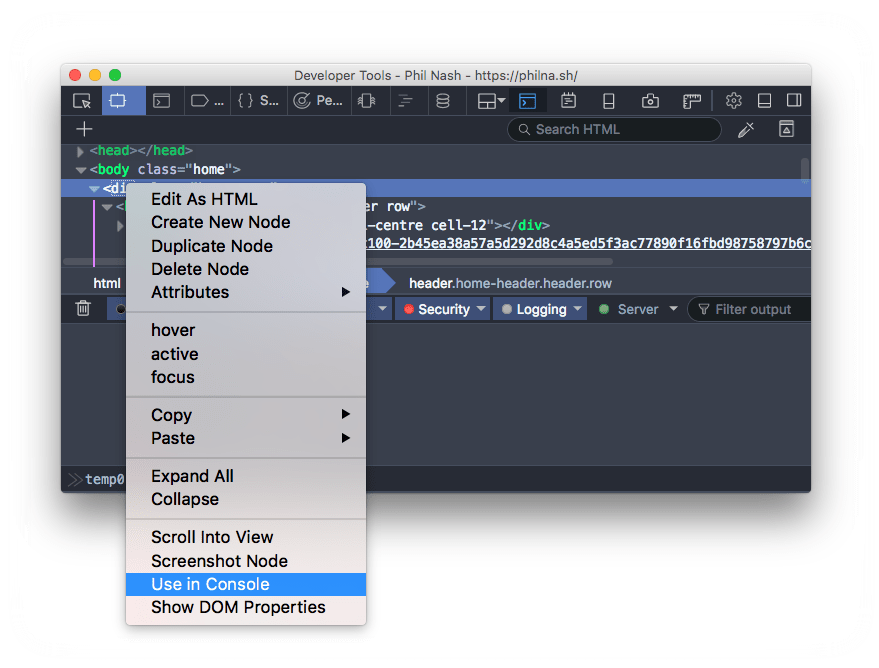 Developer Tools - Phil Nash - https://philna.sh/
... { } S... Pe...
Search HTML
<head></head>
<body class="home">
<di
< er row">
l-centre cell-12"></div>
100-2b45ea38a57a5d292d8c4a5ed5f3ac77890f16fbd98758797b6c
html e header.home-header.header.row
Security Logging Server Filter output
temp0
Edit As HTML
Create New Node
Duplicate Node
Delete Node
Attributes
hover
active
focus
Copy
Paste
Expand All
Collapse
Scroll Into View
Screenshot Node
Use in Console
Show DOM Properties